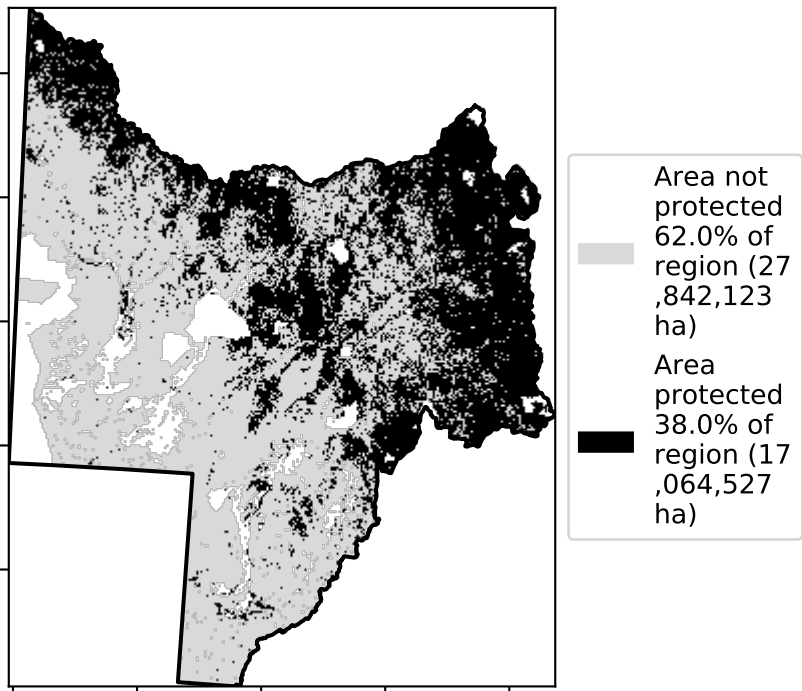 Area not
protected
62.0% of
region (27
,842,123
ha)
Area
protected
38.0% of
region (17
,064,527
ha)